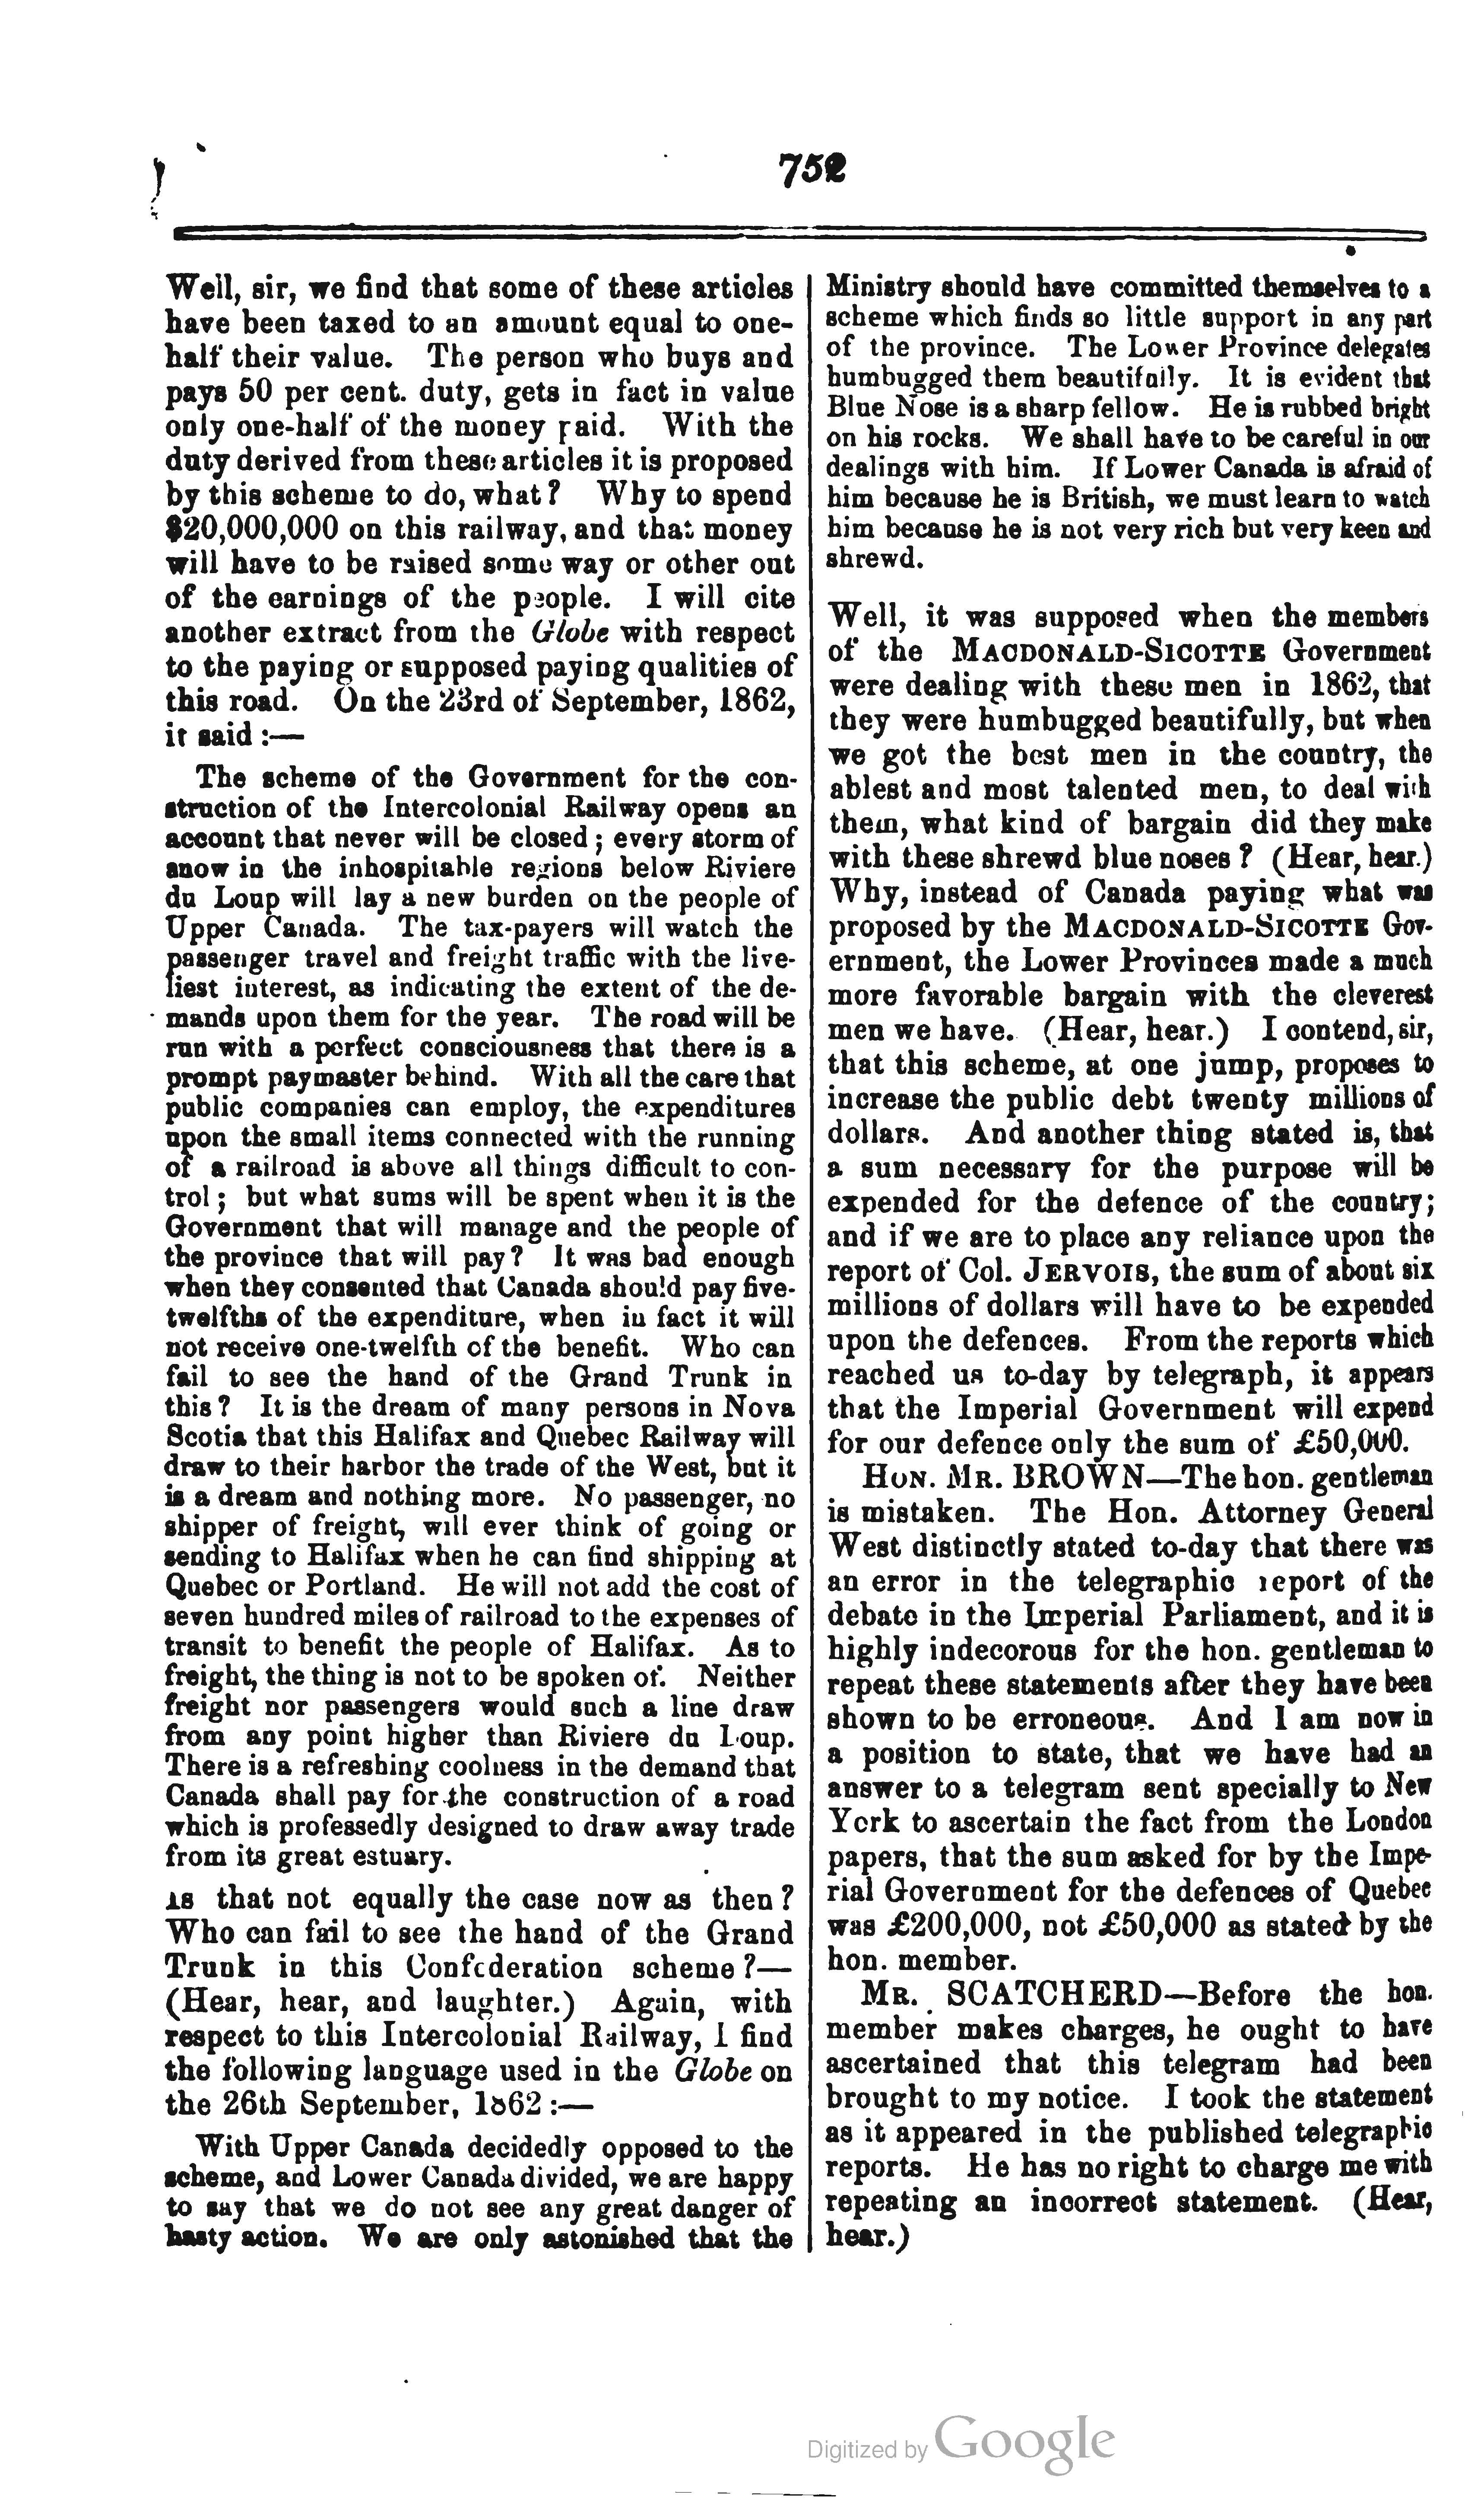 752
Well, sir, we find that some of these articles
have been taxed to an amount equal to one-
half their value. The person who buys and
pays 50 per cent. duty, gets in fact in value
only one-half of the money paid. With the
duty derived from these articles it is proposed
by this scheme to do, what? Why to spend
$20,000,000 on this railway, and that money
will have to be raised some way or other out
of the earnings of the people. I will cite
another extract from the Globe with respect
to the paying or supposed paying qualities of
this road. On the 23rd of September, 1862,
it said :—
The scheme of the Government for the con-
struction of the Intercolonial Railway opens an
account that never will be closed ; every storm of
snow in the inhospitable regions below Riviere
du Loup will lay a new burden on the people of
Upper Canada. The tax-payers will watch the
passenger travel and freight traffic with the live-
liest interest, as indicating the extent of the de-
mands upon them for the year. The road will be
run with a perfect consciousness that there is a
prompt paymaster behind. With all the care that
public companies can employ, the expenditures
upon the small items connected with the running
of a railroad is above all things difficult to con-
trol ; but what sums will be spent when it is the
Government that will manage and the people of
the province that will pay? It was bad enough
when they consented that Canada should pay five-
twelfths of the expenditure, when in fact it will
not receive one-twelfth of the benefit. Who can
fail to see the hand of the Grand Trunk in
this? It is the dream of many persons in Nova
Scotia that this Halifax and Quebec Railway will
draw to their harbor the trade of the West, but it
is a dream and nothing more. No passenger, no
shipper of freight, will ever think of going or
sending to Halifax when he can find shipping at
Quebec or Portland. He will not add the cost of
seven hundred miles of railroad to the expenses of
transit to benefit the people of Halifax. As to
freight, the thing is not to be spoken of. Neither
freight nor passengers would such a line draw
from any point higher than Riviere du Loup.
There is a refreshing coolness in the demand that
Canada shall pay for the construction of a road
which is professedly designed to draw away trade
from its great estuary.
Is that not equally the case now as then?
Who can fail to see the hand of the Grand
Trunk in this Confederation scheme?—
(Hear, hear, and laughter.) Again, with
respect to this Intercolonial Railway, I find
the following language used in the Globe on
the 26th September, 1862 :—
With Upper Canada decidedly opposed to the
scheme, and Lower Canada divided, we are happy
to say that we do not see any great danger of
hasty action. We are only astonished that the
Ministry should have committed themselves to a
scheme which finds so little support in any part
of the province. The Lower Province delegates
humbugged them beautifully. It is evident that
Blue Nose is a sharp fellow. He is rubbed bright
on his rocks. We shall have to be careful in our
dealings with him. If Lower Canada is afraid of
him because he is British, we must learn to watch
him because he is not very rich but very keen and
shrewd.
Well, it was supposed when the members
of the MACDONALD-SICOTTE Government
were dealing with these men in 1862, that
they were humbugged beautifully, but when
we got the best men in the country, the
ablest and most talented men, to deal with
them, what kind of bargain did they make
with these shrewd blue noses? (Hear, hear.)
Why, instead of Canada paying what was
proposed by the MACDONALD-SICOTTE Gov-
ernment, the Lower Provinces made a much
more favorable bargain with the cleverest
men we have. (Hear, hear.) I contend, sir,
that this scheme, at one jump, proposes to
increase the public debt twenty millions of
dollars. And another thing stated is, that
a sum necessary for the purpose will be
expended for the defence of the country;
and if we are to place any reliance upon the
report of Col. JERVOIS, the sum of about six
millions of dollars will have to be expended
upon the defences. From the reports which
reached us to-day by telegraph, it appears
that the Imperial Government will expend
for our defence only the sum of £50,000.
HON. MR. BROWN—The hon. gentleman
is mistaken. The Hon. Attorney General
West distinctly stated to-day that there was
an error in the telegraphic report of the
debate in the Imperial Parliament, and it is
highly indecorous for the hon. gentleman to
repeat these statements after they have been
shown to be erroneous. And I am now in
a position to state, that we have had an
answer to a telegram sent specially to New
York to ascertain the fact from the London
papers, that the sum asked for by the Impe-
rial Government for the defences of Quebec
was £200,000, not £50,000 as stated by the
hon. member.
MR. SCATCHERD—Before the hon.
member makes charges, he ought to have
ascertained that this telegram had been
brought to my notice. I took the statement
as it appeared in the published telegraphic
reports. He has no right to charge me with
repeating an incorrect statement. (Hear,
hear.)
Digitized by Google